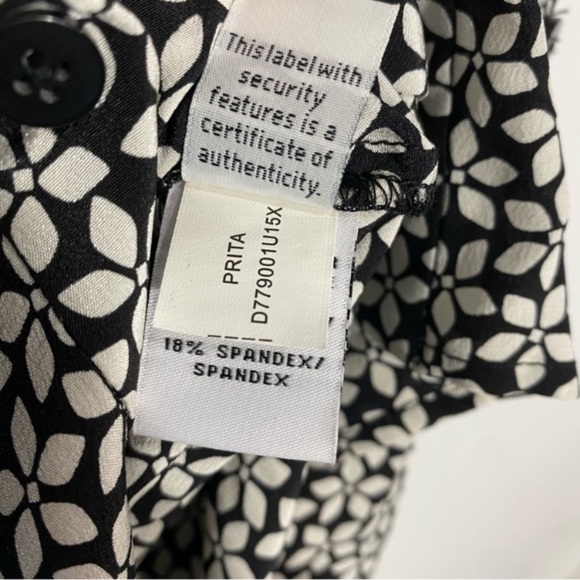 This label with
security
features is a
certificate of
authenticity.
PRITA
D779001U15X
18% SPANDEX/
SPANDEX